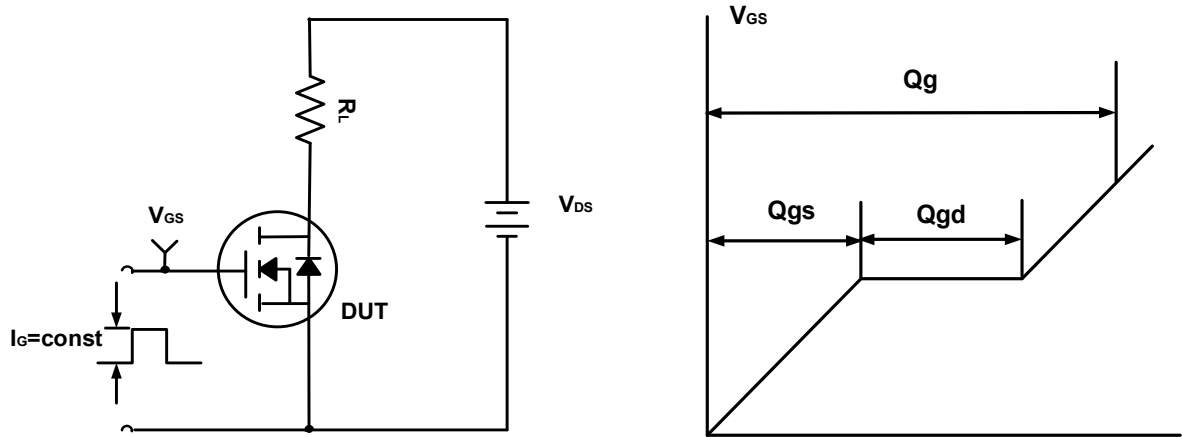 RL
VGS
VDS
DUT
IG=const
VGS
Qg
Qgs
Qgd